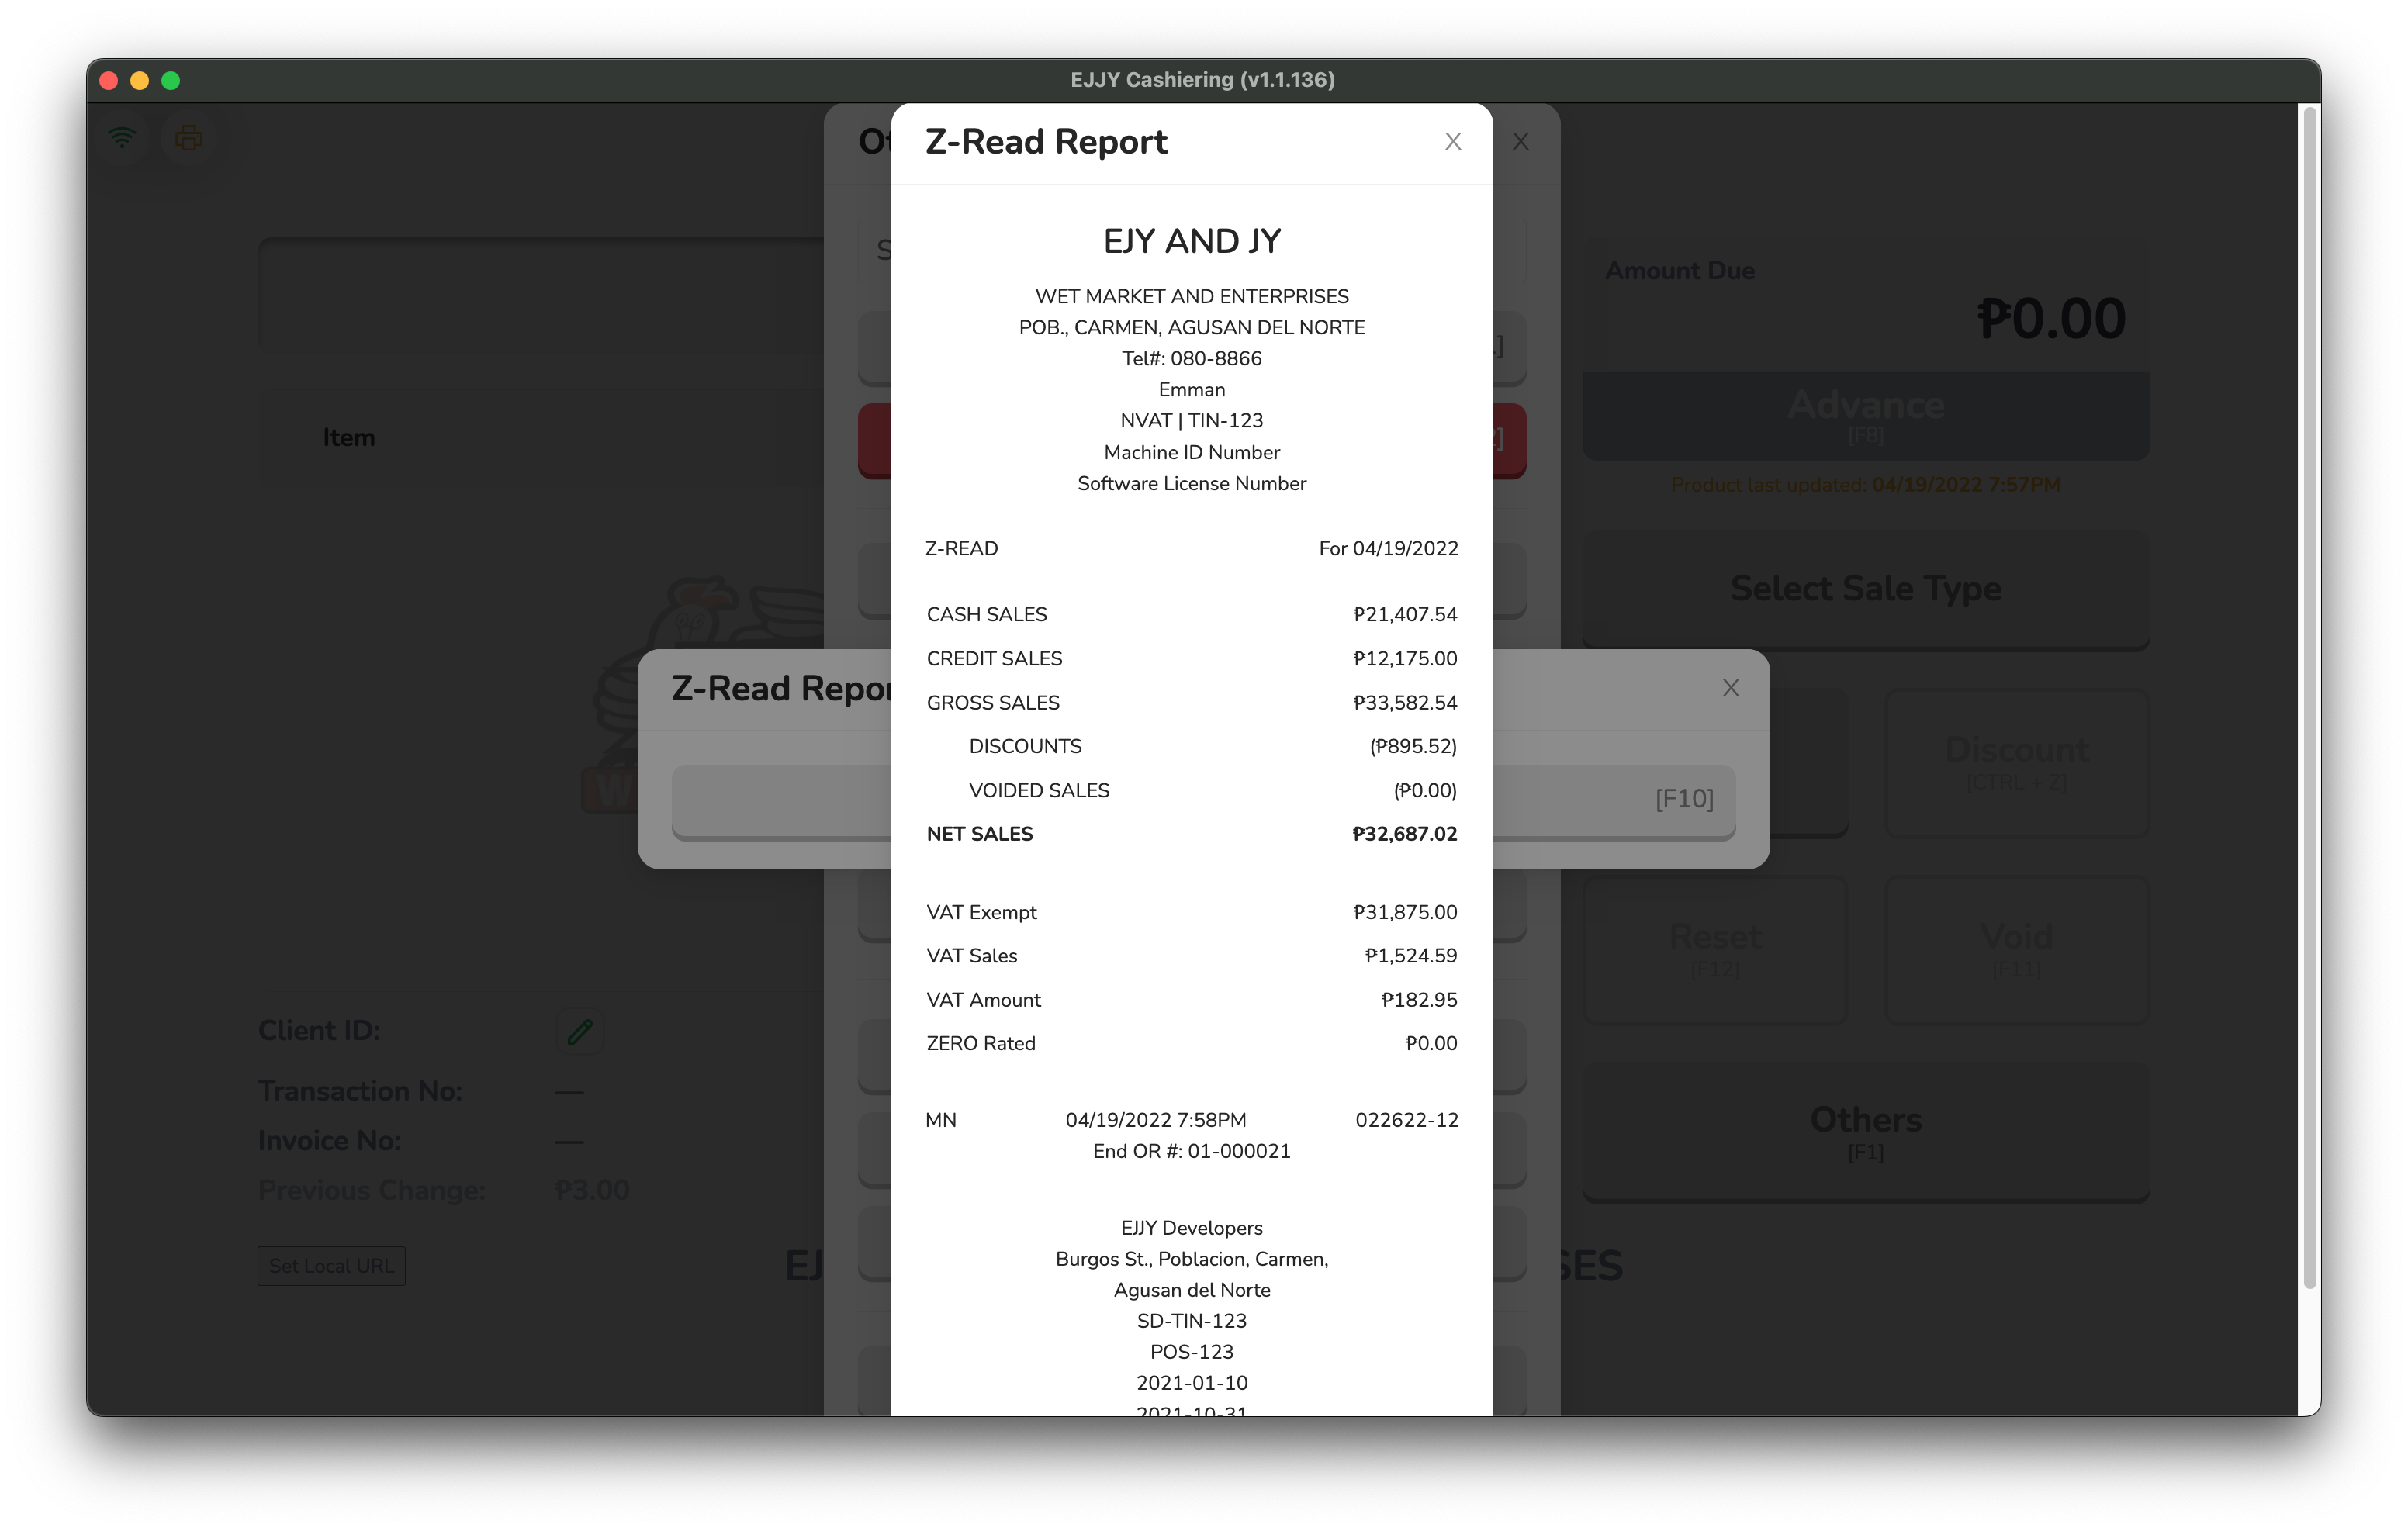 EJJY Cashiering (v1.1.136)
Z-Read Report X
X
EJY AND JY
WET MARKET AND ENTERPRISES
POB., CARMEN, AGUSAN DEL NORTE
Tel#: 080-8866
Emman
NVAT | TIN-123
Machine ID Number
Software License Number
Z-READ For 04/19/2022
CASH SALES ₱21,407.54
CREDIT SALES ₱12,175.00
GROSS SALES ₱33,582.54
DISCOUNTS (₱895.52)
VOIDED SALES (₱0.00)
NET SALES ₱32,687.02
VAT Exempt ₱31,875.00
VAT Sales ₱1,524.59
VAT Amount ₱182.95
ZERO Rated ₱0.00
MN 04/19/2022 7:58PM 022622-12
End OR #: 01-000021
EJJY Developers
Burgos St., Poblacion, Carmen,
Agusan del Norte
SD-TIN-123
POS-123
2021-01-10
2021-10-31
Item
Z-Read Repor X
[F10]
Client ID:
Transaction No: —
Invoice No: —
Previous Change: ₱3.00
Set Local URL
Amount Due
₱0.00
Advance
[F8]
Product last updated: 04/19/2022 7:57PM
Select Sale Type
Discount
[CTRL + Z]
Reset
[F12]
Void
[F11]
Others
[F1]